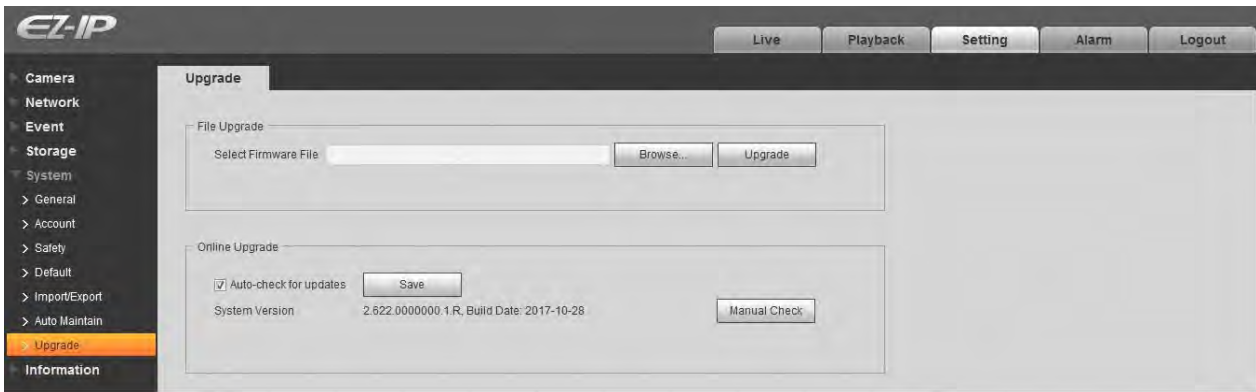 EZ-IP
Live Playback Setting Alarm Logout
Camera
Network
Event
Storage
System
> General
> Account
> Safety
> Default
> Import/Export
> Auto Maintain
> Upgrade
Information
Upgrade
File Upgrade
Select Firmware File Browse... Upgrade
Online Upgrade
Auto-check for updates Save
System Version 2.622.0000000.1.R, Build Date: 2017-10-28 Manual Check